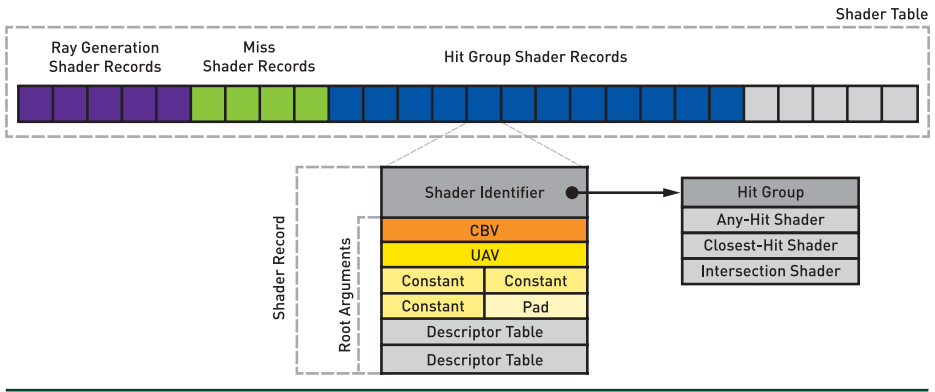 Shader Table
Ray Generation
Shader Records
Miss
Shader Records
Hit Group Shader Records
Shader Record
Root Arguments
Shader Identifier
CBV
UAV
Constant Constant
Constant Pad
Descriptor Table
Descriptor Table
Hit Group
Any-Hit Shader
Closest-Hit Shader
Intersection Shader